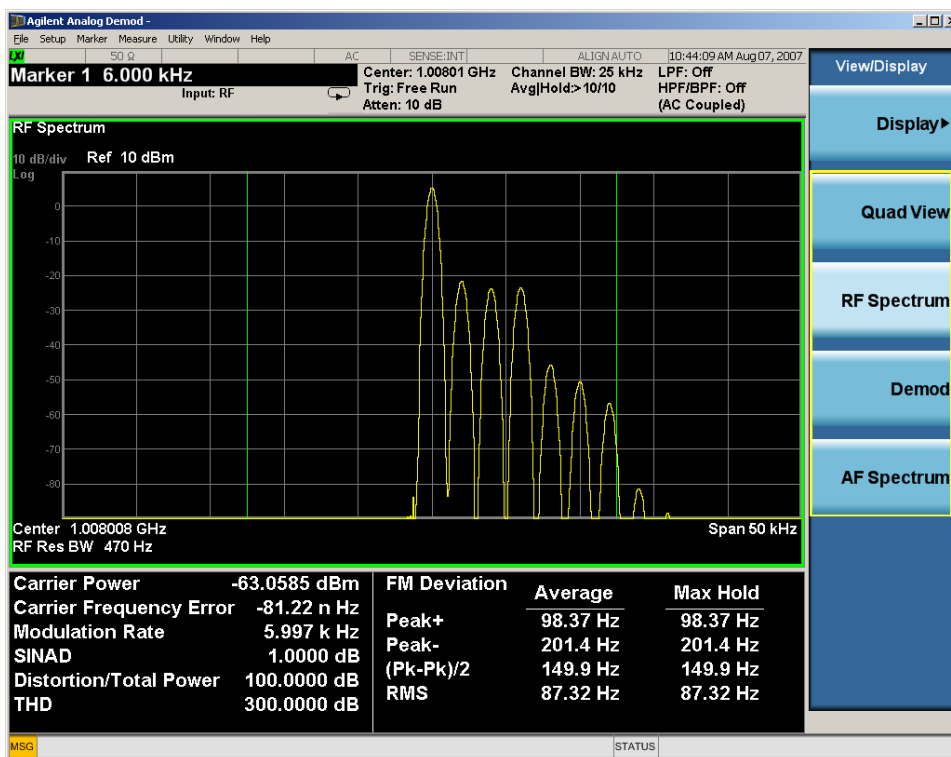 Agilent Analog Demod -
File Setup Marker Measure Utility Window Help
LXI 50 Ω AC SENSE:INT ALIGN AUTO 10:44:09 AM Aug 07, 2007
Marker 1 6.000 kHz
Input: RF
Center: 1.00801 GHz Channel BW: 25 kHz LPF: Off
Trig: Free Run Avg|Hold:>10/10 HPF/BPF: Off
Atten: 10 dB (AC Coupled)
RF Spectrum
10 dB/div Ref 10 dBm
Log
0
-10
-20
-30
-40
-50
-60
-70
-80
Center 1.008008 GHz Span 50 kHz
RF Res BW 470 Hz
Carrier Power -63.0585 dBm
Carrier Frequency Error -81.22 n Hz
Modulation Rate 5.997 k Hz
SINAD 1.0000 dB
Distortion/Total Power 100.0000 dB
THD 300.0000 dB
FM Deviation Average Max Hold
Peak+ 98.37 Hz 98.37 Hz
Peak- 201.4 Hz 201.4 Hz
(Pk-Pk)/2 149.9 Hz 149.9 Hz
RMS 87.32 Hz 87.32 Hz
View/Display
Display▶
Quad View
RF Spectrum
Demod
AF Spectrum
MSG STATUS